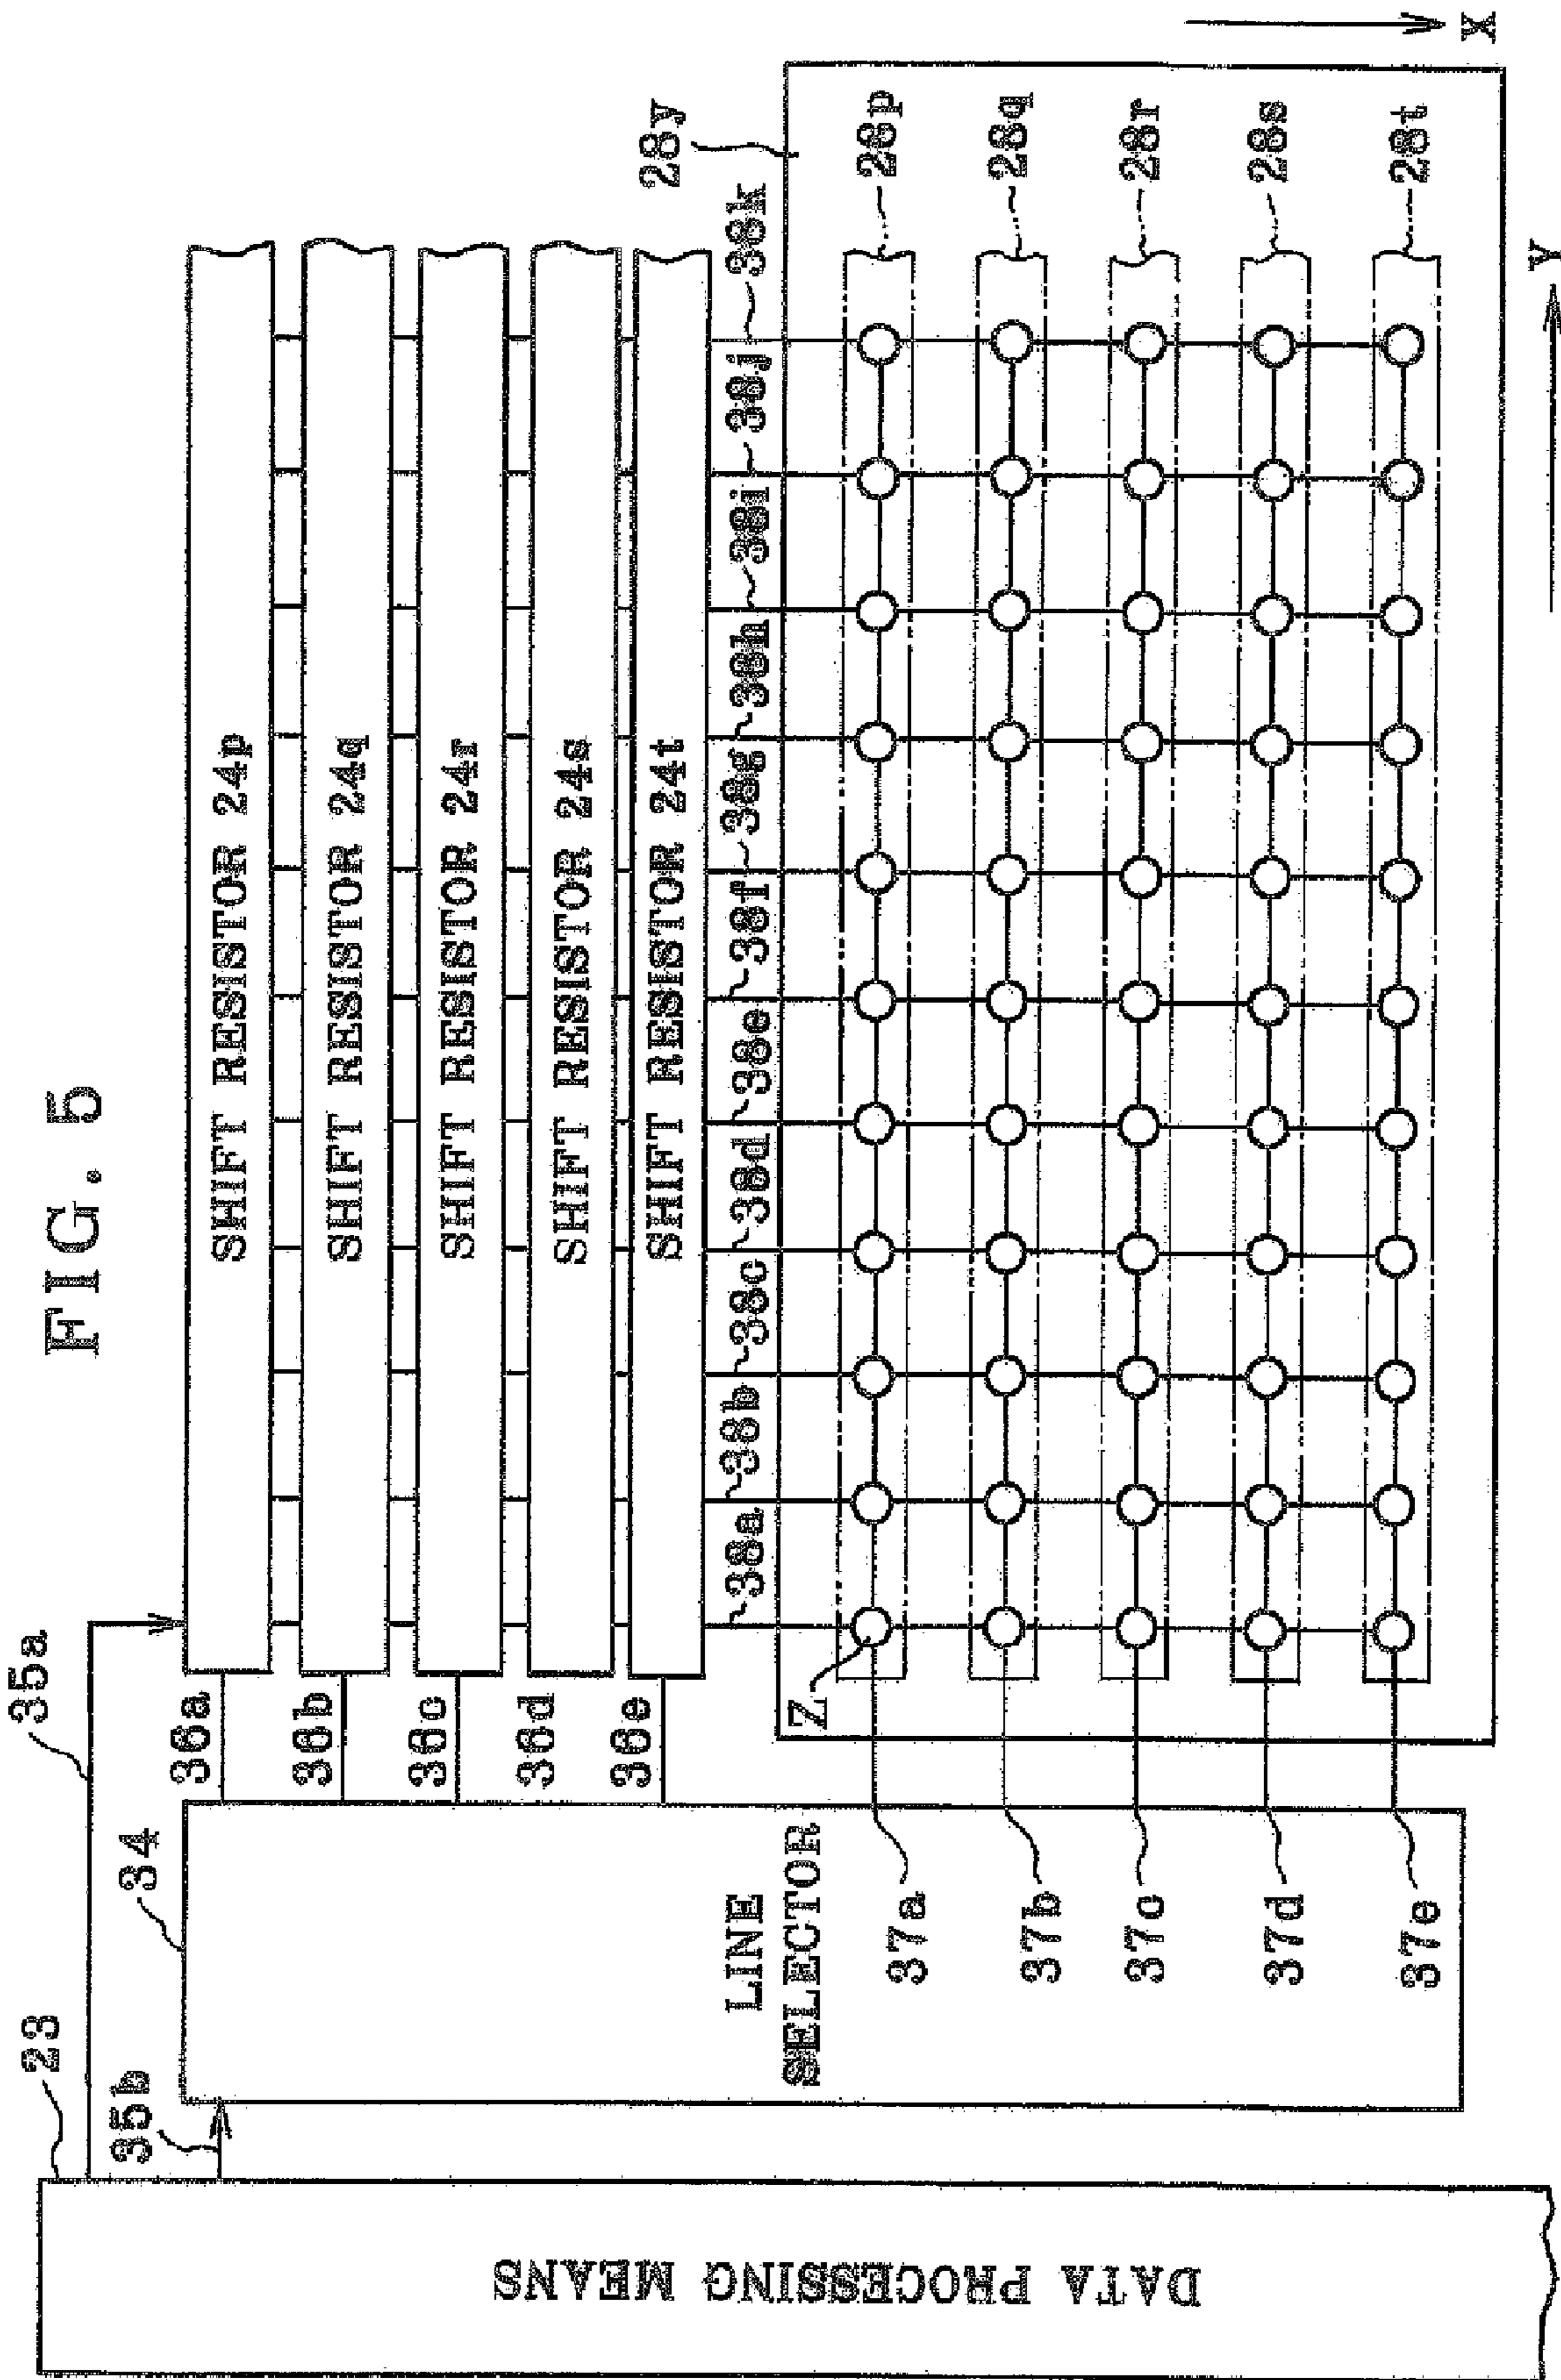 FIG. 5
35a
23
35b
34
DATA PROCESSING MEANS
LINE
SELECTOR
36a
36b
36c
36d
36e
SHIFT RESISTOR 24p
SHIFT RESISTOR 24q
SHIFT RESISTOR 24r
SHIFT RESISTOR 24s
SHIFT RESISTOR 24t
38a
38b
38c
38d
38e
38f
38g
38h
38i
38j
38k
28y
Z
37a
37b
37c
37d
37e
28p
28q
28r
28s
28t
X
Y